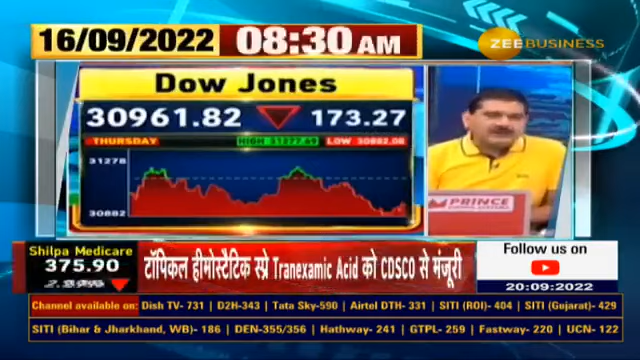 16/09/2022
08:30 AM
ZEE BUSINESS
Dow Jones
30961.82 173.27
THURSDAY HIGH 31277.69 LOW 30882.08
31278
30882
PRINCE
Shilpa Medicare
375.90
टॉपिकल हीमोस्टैटिक स्प्रे Tranexamic Acid को CDSCO से मंजूरी
Follow us on
20:09:2022
Channel available on: Dish TV- 731 | D2H-343 | Tata Sky-590 | Airtel DTH- 331 | SITI (ROI)- 404 | SITI (Gujarat)- 429
SITI (Bihar & Jharkhand, WB)- 186 | DEN-355/356 | Hathway- 241 | GTPL- 259 | Fastway- 220 | UCN- 122